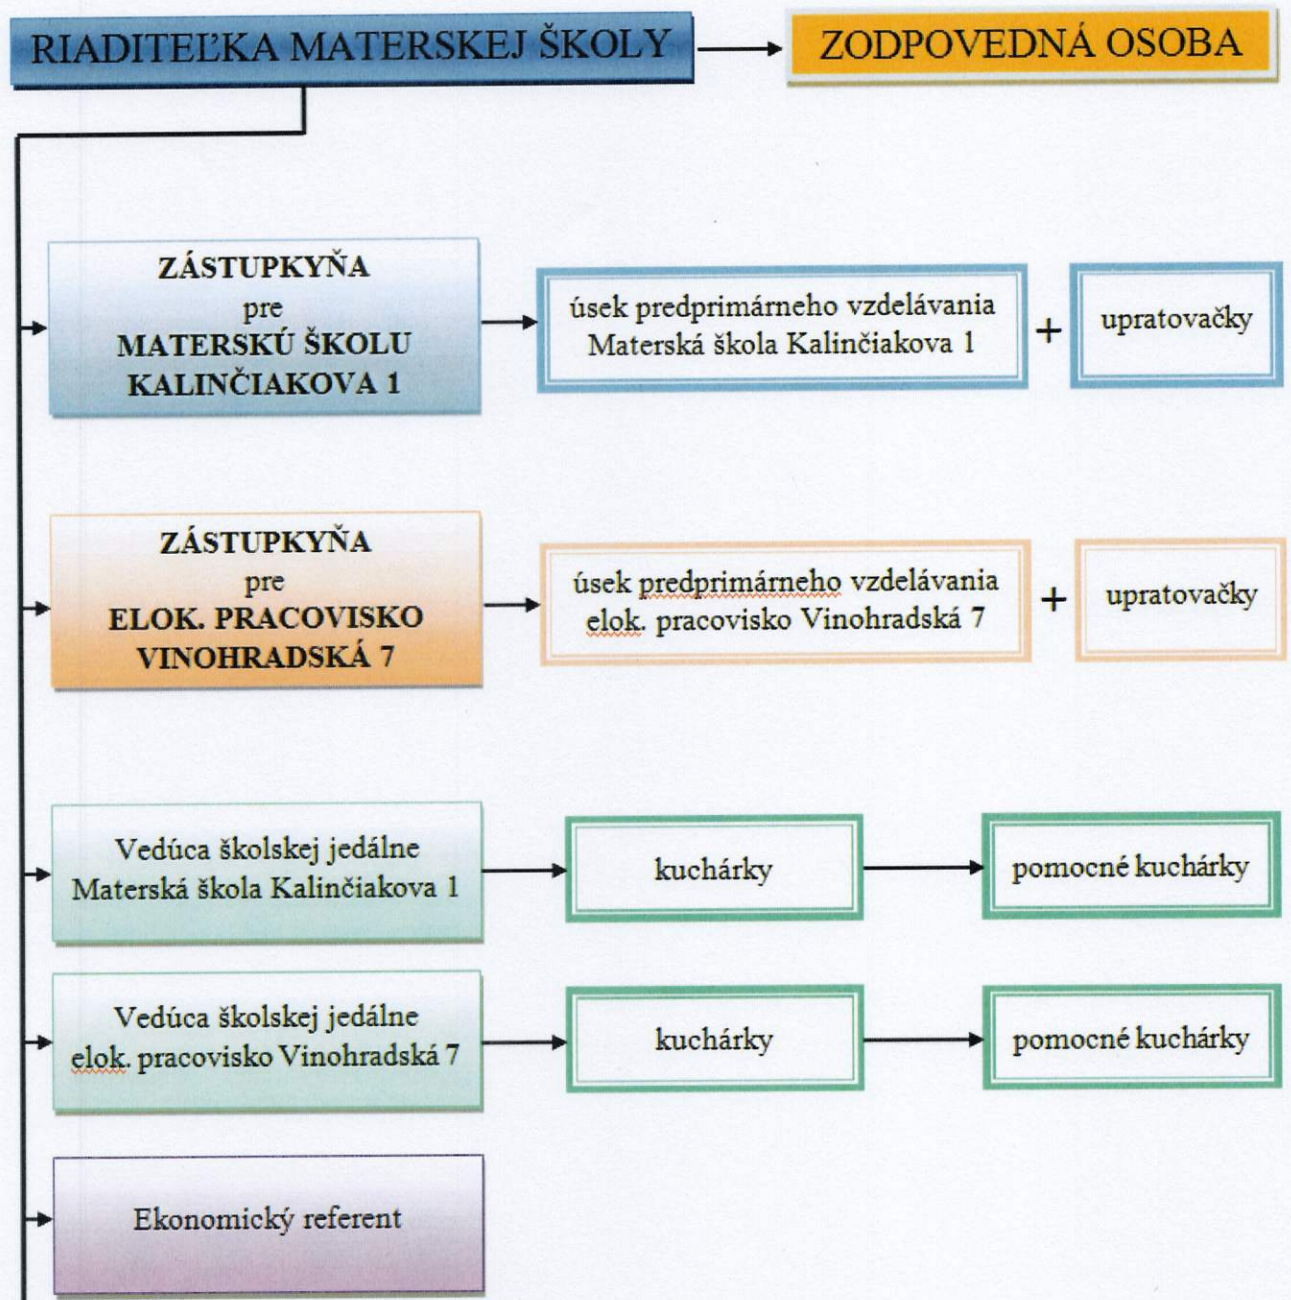 RIADITEĽKA MATERSKEJ ŠKOLY
ZODPOVEDNÁ OSOBA
ZÁSTUPKYŇA
pre
MATERSKÚ ŠKOLU
KALINČIAKOVA 1
úsek predprimárneho vzdelávania
Materská škola Kalinčiakova 1
+
upratovačky
ZÁSTUPKYŇA
pre
ELOK. PRACOVISKO
VINOHRADSKÁ 7
úsek predprimárneho vzdelávania
elok. pracovisko Vinohradská 7
+
upratovačky
Vedúca školskej jedálne
Materská škola Kalinčiakova 1
kuchárky
pomocné kuchárky
Vedúca školskej jedálne
elok. pracovisko Vinohradská 7
kuchárky
pomocné kuchárky
Ekonomický referent